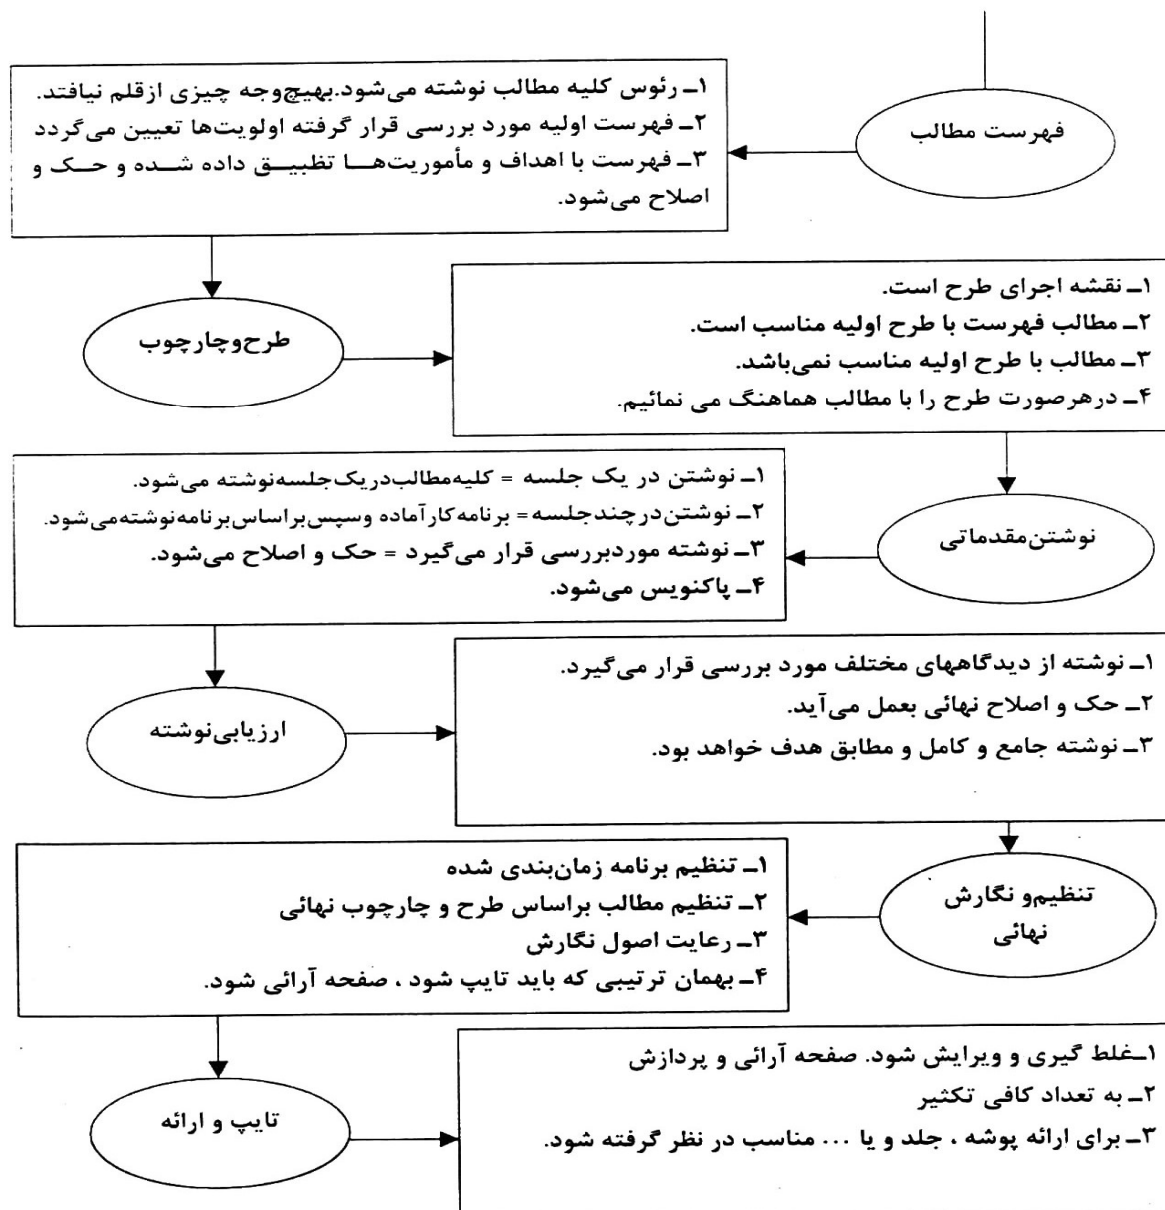 فهرست مطالب
۱ـ رئوس کلیه مطالب نوشته می‌شود.بهیچ‌وجه چیزی ازقلم نیافتد.
۲ـ فهرست اولیه مورد بررسی قرار گرفته اولویت‌ها تعیین می‌گردد
۳ـ فهرست با اهداف و مأموریت‌هـا تظبیـق داده شـده و حـک و
اصلاح می‌شود.
طرح‌وچارچوب
۱ـ نقشه اجرای طرح است.
۲ـ مطالب فهرست با طرح اولیه مناسب است.
۳ـ مطالب با طرح اولیه مناسب نمی‌باشد.
۴ـ درهرصورت طرح را با مطالب هماهنگ می نمائیم.
نوشتن‌مقدماتی
۱ـ نوشتن در یک جلسه = کلیه‌مطالب‌دریک‌جلسه‌نوشته می‌شود.
۲ـ نوشتن‌درچندجلسه= برنامه‌کارآماده وسپس‌براساس‌برنامه‌نوشته‌می‌شود.
۳ـ نوشته موردبررسی قرار می‌گیرد = حک و اصلاح می‌شود.
۴ـ پاکنویس می‌شود.
ارزیابی‌نوشته
۱ـ نوشته از دیدگاههای مختلف مورد بررسی قرار می‌گیرد.
۲ـ حک و اصلاح نهائی بعمل می‌آید.
۳ـ نوشته جامع و کامل و مطابق هدف خواهد بود.
تنظیم‌و نگارش
نهائی
۱ـ تنظیم برنامه زمان‌بندی شده
۲ـ تنظیم مطالب براساس طرح و چارچوب نهائی
۳ـ رعایت اصول نگارش
۴ـ بهمان ترتیبی که باید تایپ شود ، صفحه آرائی شود.
تایپ و ارائه
۱ـغلط گیری و ویرایش شود. صفحه آرائی و پردازش
۲ـ به تعداد کافی تکثیر
۳ـ برای ارائه پوشه ، جلد و یا ... مناسب در نظر گرفته شود.